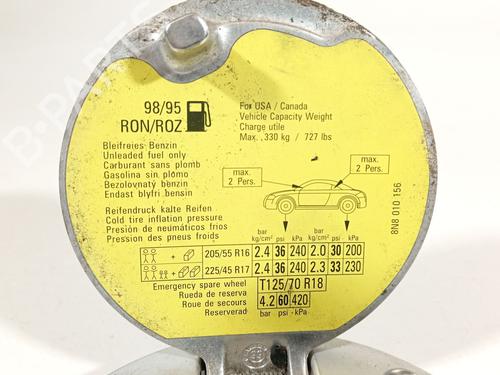 98/95
RON/ROZ
For USA / Canada
Vehicle Capacity Weight
Charge utile
Max. 330 kg / 727 lbs
Bleifreies Benzin
Unleaded fuel only
Carburant sans plomb
Gasolina sin plomo
Bezolovnatý benzin
Endast blyfri bensin
max.
2 Pers.
max.
2 Pers.
8N8 010 156
Reifendruck kalte Reifen
Cold tire inflation pressure
Presión de neumáticos frios
Pression des pneus froids
bar
kg/cm² psi kPa kg/cm² psi kPa
205/55 R16 2.4 36 240 2.0 30 200
225/45 R17 2.4 36 240 2.3 33 230
Emergency spare wheel T125/70 R18
Rueda de reserva
Roue de secours 4.2 60 420
Reserverad bar psi kPa